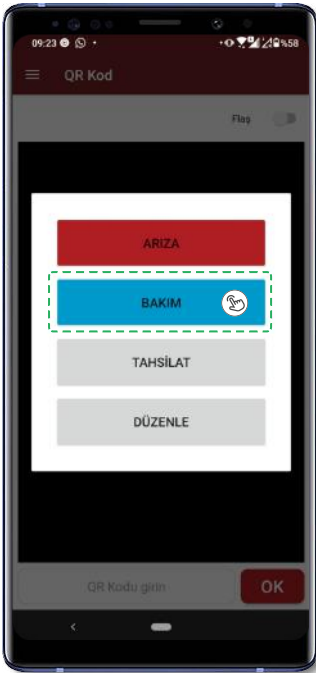 09:23 %58
QR Kod
Flaş
ARIZA
BAKIM
TAHSİLAT
DÜZENLE
QR Kodu girin
OK